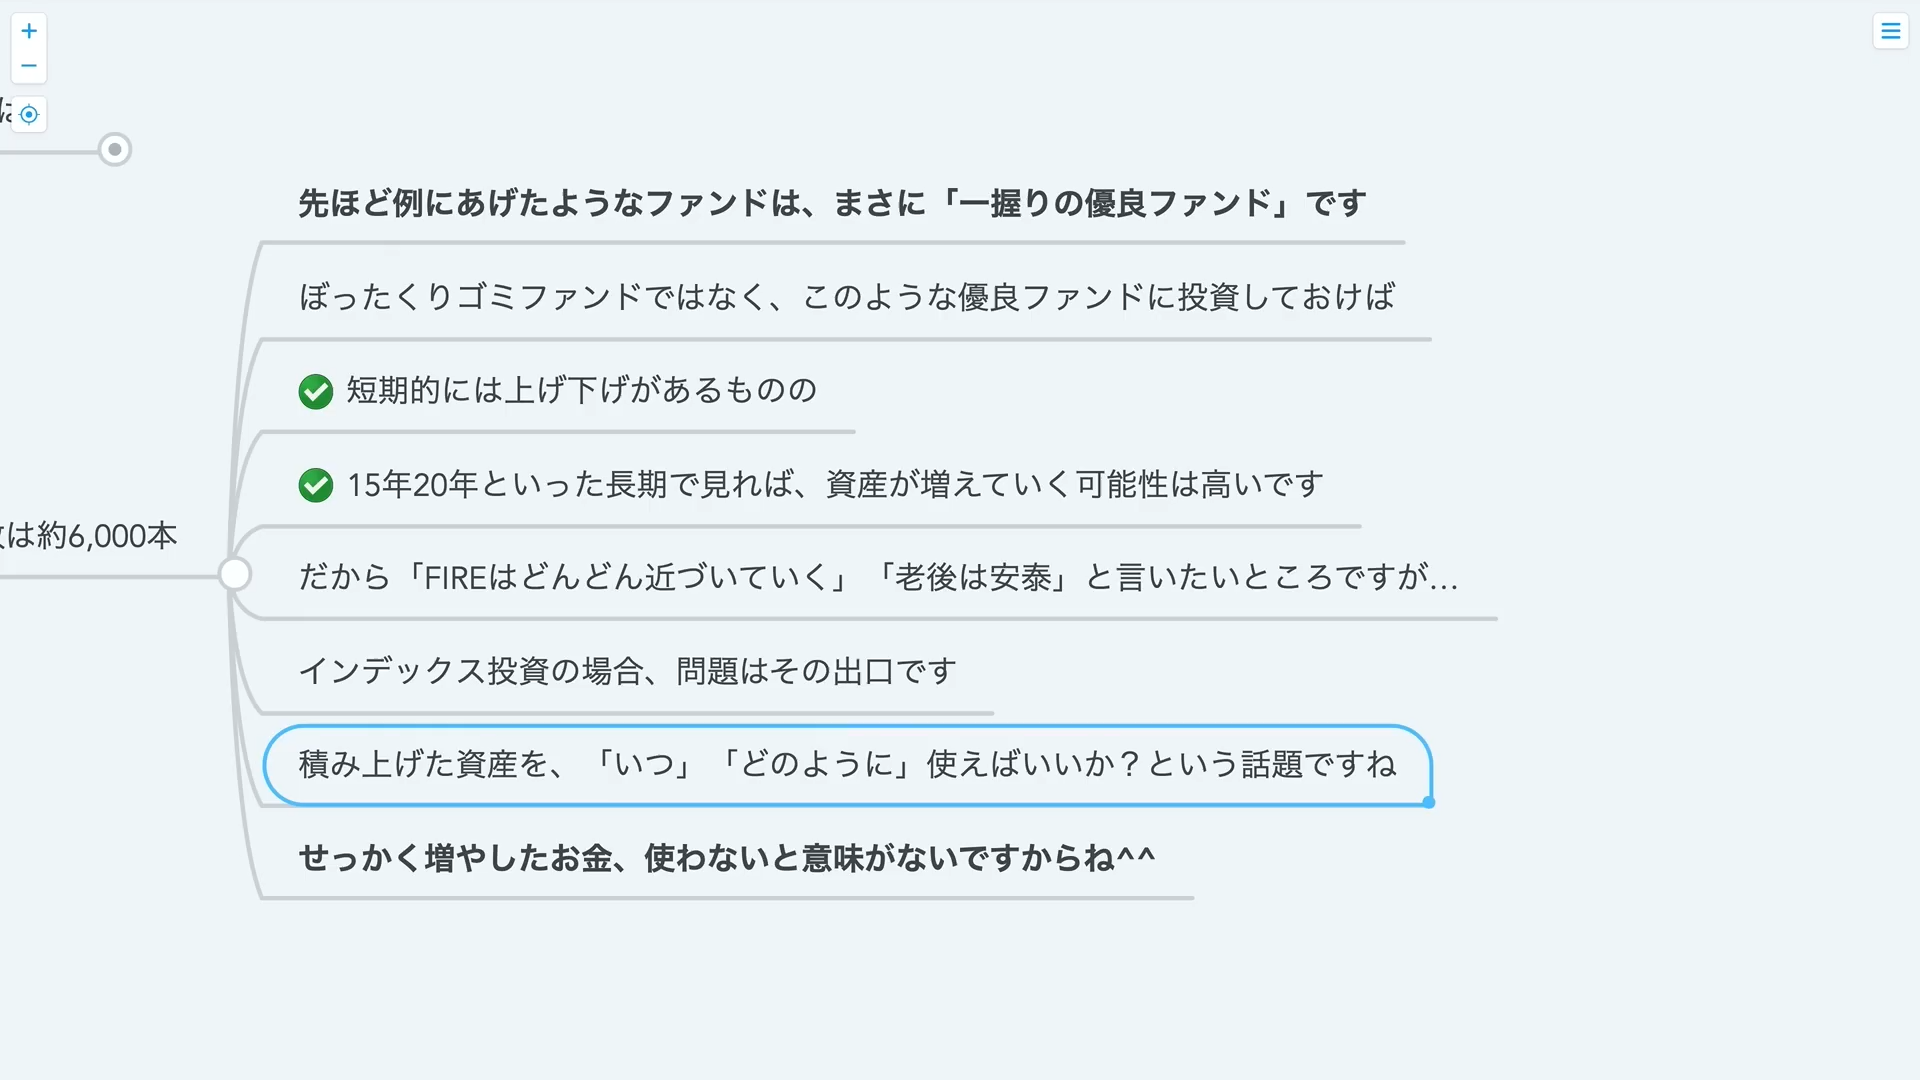 は
先ほど例にあげたようなファンドは、まさに「一握りの優良ファンド」です
ぼったくりゴミファンドではなく、このような優良ファンドに投資しておけば
短期的には上げ下げがあるものの
15年20年といった長期で見れば、資産が増えていく可能性は高いです
は約6,000本
だから「FIREはどんどん近づいていく」「老後は安泰」と言いたいところですが...
インデックス投資の場合、問題はその出口です
積み上げた資産を、「いつ」「どのように」使えばいいか？という話題ですね
せっかく増やしたお金、使わないと意味がないですからね^^